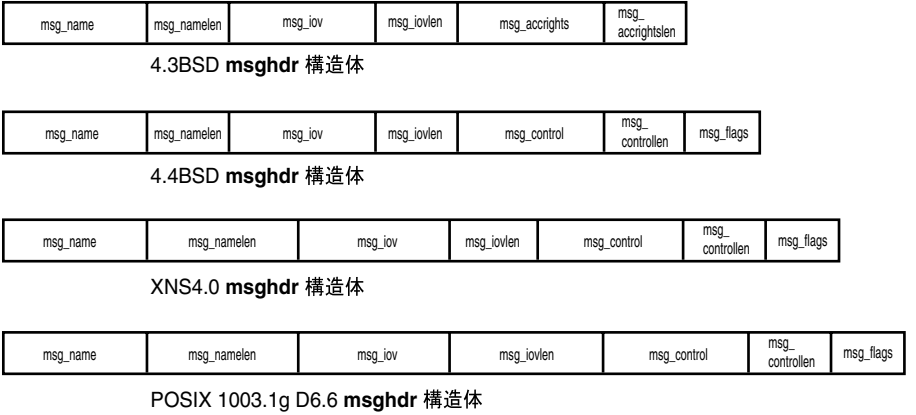 msg_name msg_namelen msg_iov msg_iovlen msg_accrights msg_
accrightslen
4.3BSD msghdr 構造体
msg_name msg_namelen msg_iov msg_iovlen msg_control msg_
controllen msg_flags
4.4BSD msghdr 構造体
msg_name msg_namelen msg_iov msg_iovlen msg_control msg_
controllen msg_flags
XNS4.0 msghdr 構造体
msg_name msg_namelen msg_iov msg_iovlen msg_control msg_
controllen msg_flags
POSIX 1003.1g D6.6 msghdr 構造体